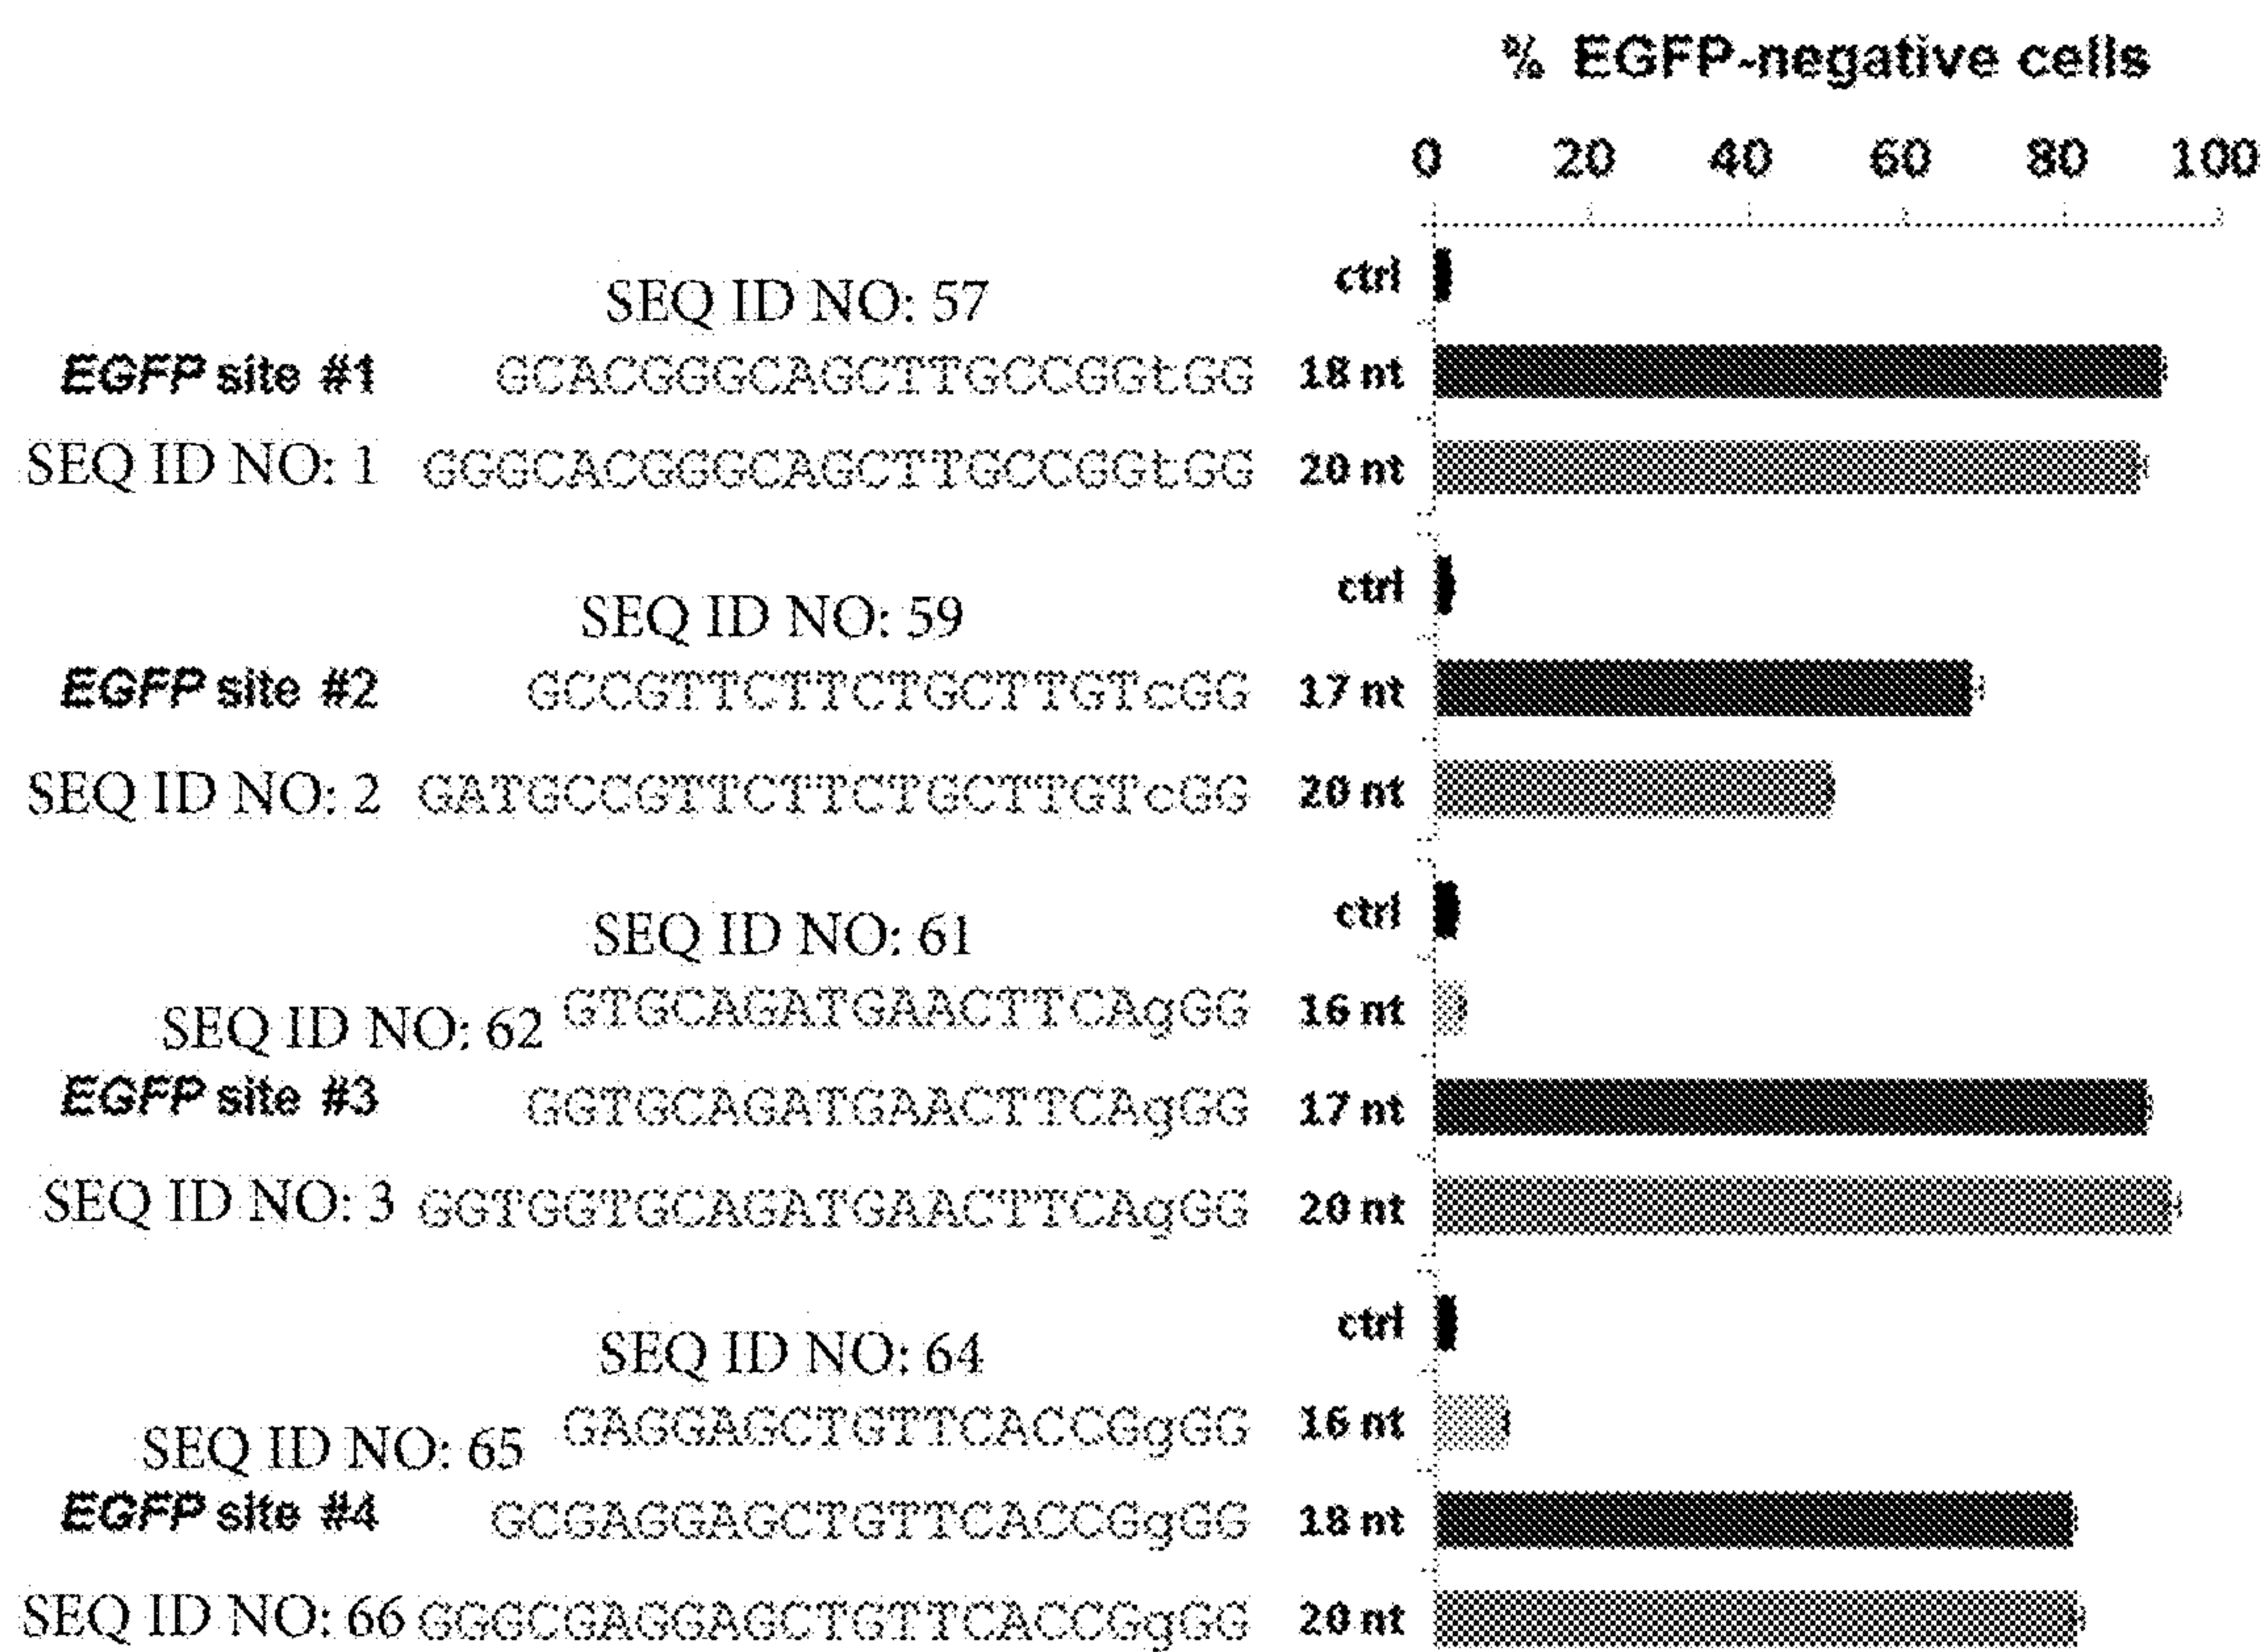 % EGFP-negative cells
0 20 40 60 80 100
ctrl
SEQ ID NO: 57
EGFP site #1 GCACGGGCAGCTTGCCGGtGG 18 nt
SEQ ID NO: 1 GGGCACGGGCAGCTTGCCGGtGG 20 nt
ctrl
SEQ ID NO: 59
EGFP site #2 GCCGTTCTTCTGCTTGTcGG 17 nt
SEQ ID NO: 2 GATGCCGTTCTTCTGCTTGTcGG 20 nt
ctrl
SEQ ID NO: 61
SEQ ID NO: 62 GTGCAGATGAACTTCAgGG 16 nt
EGFP site #3 GGTGCAGATGAACTTCAgGG 17 nt
SEQ ID NO: 3 GGTGGTGCAGATGAACTTCAgGG 20 nt
ctrl
SEQ ID NO: 64
SEQ ID NO: 65 GAGGAGCTGTTCACCGgGG 16 nt
EGFP site #4 GCGAGGAGCTGTTCACCGgGG 18 nt
SEQ ID NO: 66 GGGCGAGGAGCTGTTCACCGgGG 20 nt